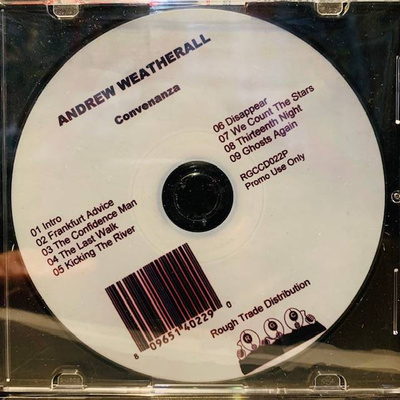 ANDREW WEATHERALL
Convenanza
01 Intro
02 Frankfurt Advice
03 The Confidence Man
04 The Last Walk
05 Kicking The River
06 Disappear
07 We Count The Stars
08 Thirteenth Night
09 Ghosts Again
RGCCD022P
Promo Use Only
8 09651 40229 0
Rough Trade Distribution